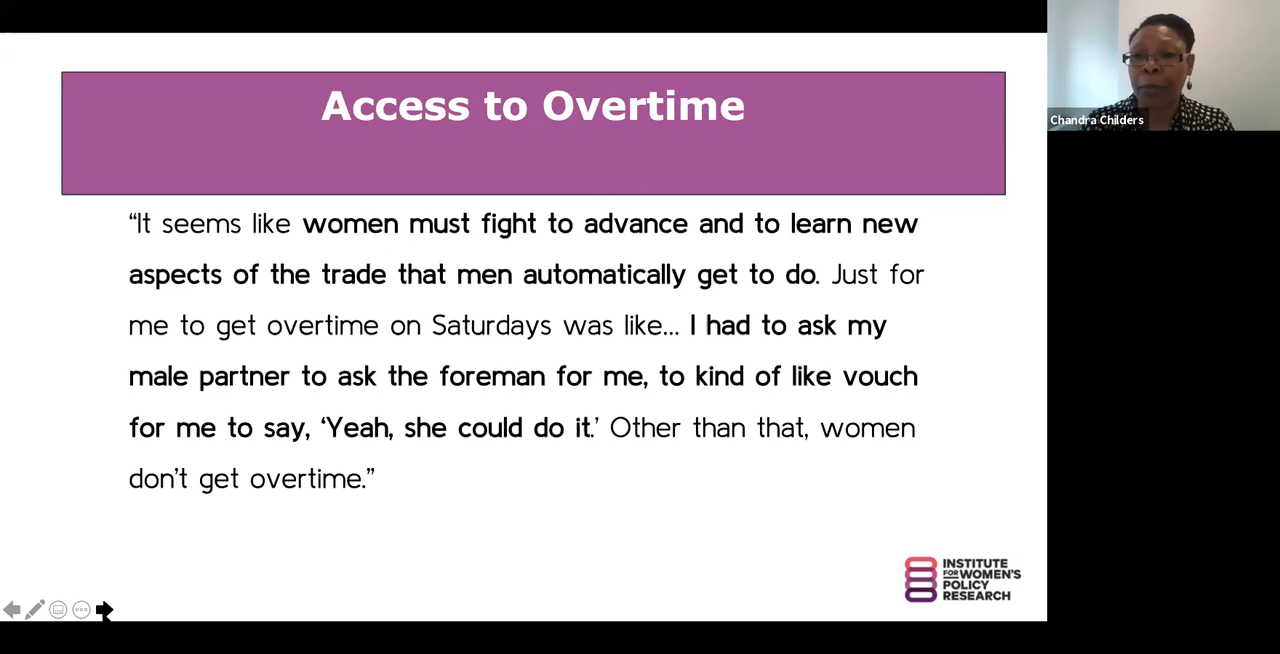 Access to Overtime
“It seems like women must fight to advance and to learn new
aspects of the trade that men automatically get to do. Just for
me to get overtime on Saturdays was like... I had to ask my
male partner to ask the foreman for me, to kind of like vouch
for me to say, ‘Yeah, she could do it.’ Other than that, women
don’t get overtime.”
INSTITUTE
FOR WOMEN'S
POLICY
RESEARCH
Chandra Childers